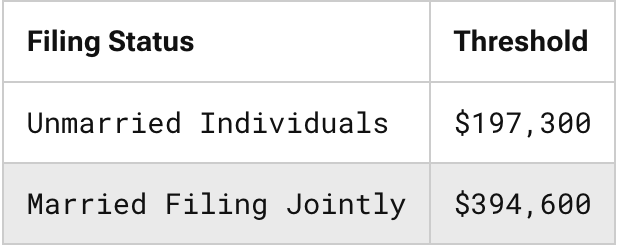 Filing Status Threshold
Unmarried Individuals $197,300
Married Filing Jointly $394,600